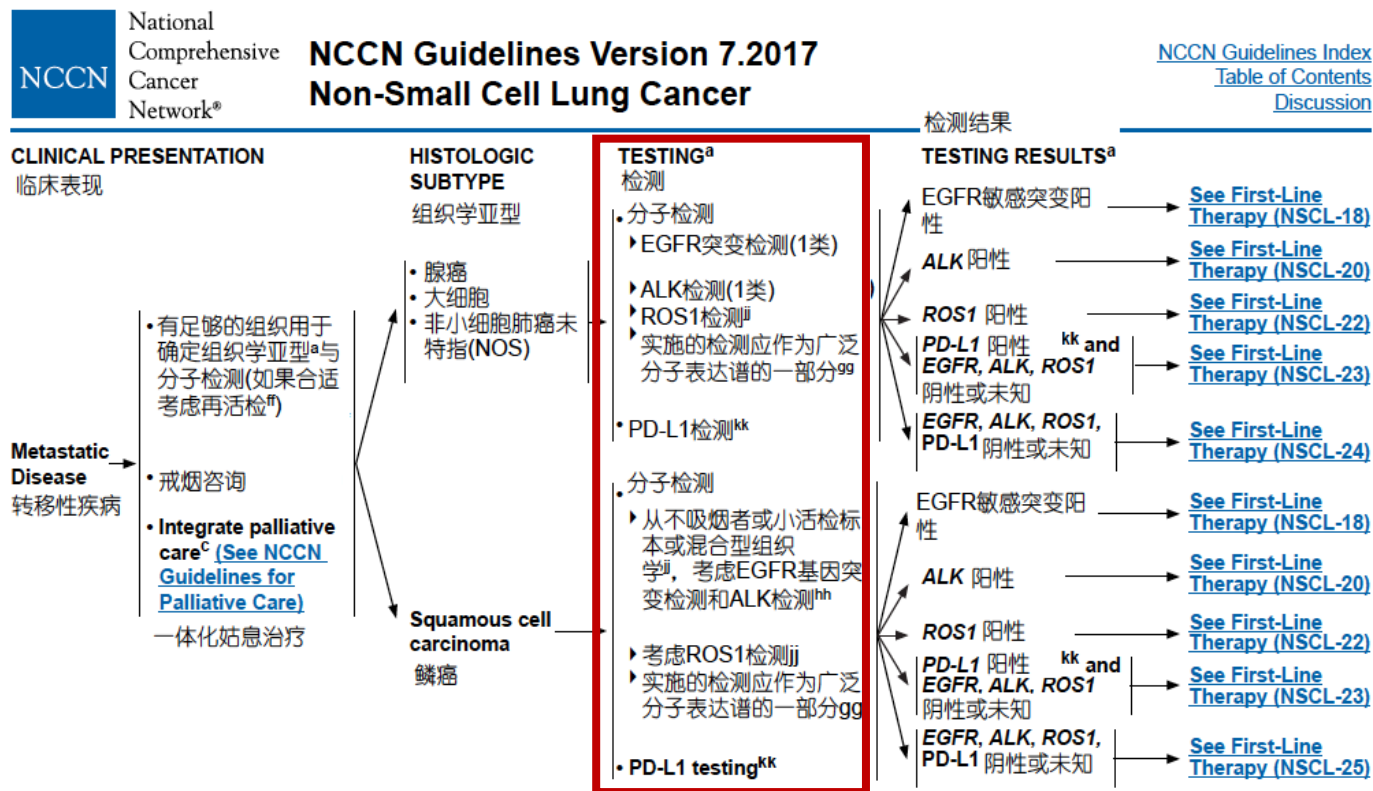 National
Comprehensive
NCCN Cancer
Network®
NCCN Guidelines Version 7.2017
Non-Small Cell Lung Cancer
NCCN Guidelines Index
Table of Contents
Discussion
CLINICAL PRESENTATION
临床表现
HISTOLOGIC
SUBTYPE
组织学亚型
TESTINGa
检测
检测结果
TESTING RESULTSa
Metastatic
Disease
转移性疾病
• 有足够的组织用于
确定组织学亚型a与
分子检测(如果合适
考虑再活检ff)
• 戒烟咨询
• Integrate palliative
carec (See NCCN
Guidelines for
Palliative Care)
一体化姑息治疗
• 腺癌
• 大细胞
• 非小细胞肺癌未
特指(NOS)
• 分子检测
EGFR突变检测(1类)
ALK检测(1类) )
ROS1检测jj
实施的检测应作为广泛
分子表达谱的一部分gg
• PD-L1检测kk
EGFR敏感突变阳
性
See First-Line
Therapy (NSCL-18)
ALK 阳性
See First-Line
Therapy (NSCL-20)
ROS1 阳性
See First-Line
Therapy (NSCL-22)
PD-L1 阳性 kk and
EGFR, ALK, ROS1
阴性或未知
See First-Line
Therapy (NSCL-23)
EGFR, ALK, ROS1,
PD-L1 阴性或未知
See First-Line
Therapy (NSCL-24)
Squamous cell
carcinoma
鳞癌
• 分子检测
从不吸烟者或小活检标
本或混合型组织
学jj，考虑EGFR基因突
变检测和ALK检测hh
考虑ROS1检测jj
实施的检测应作为广泛
分子表达谱的一部分gg
• PD-L1 testingkk
EGFR敏感突变阳
性
See First-Line
Therapy (NSCL-18)
ALK 阳性
See First-Line
Therapy (NSCL-20)
ROS1 阳性
See First-Line
Therapy (NSCL-22)
PD-L1 阳性 kk and
EGFR, ALK, ROS1
阴性或未知
See First-Line
Therapy (NSCL-23)
EGFR, ALK, ROS1,
PD-L1 阴性或未知
See First-Line
Therapy (NSCL-25)